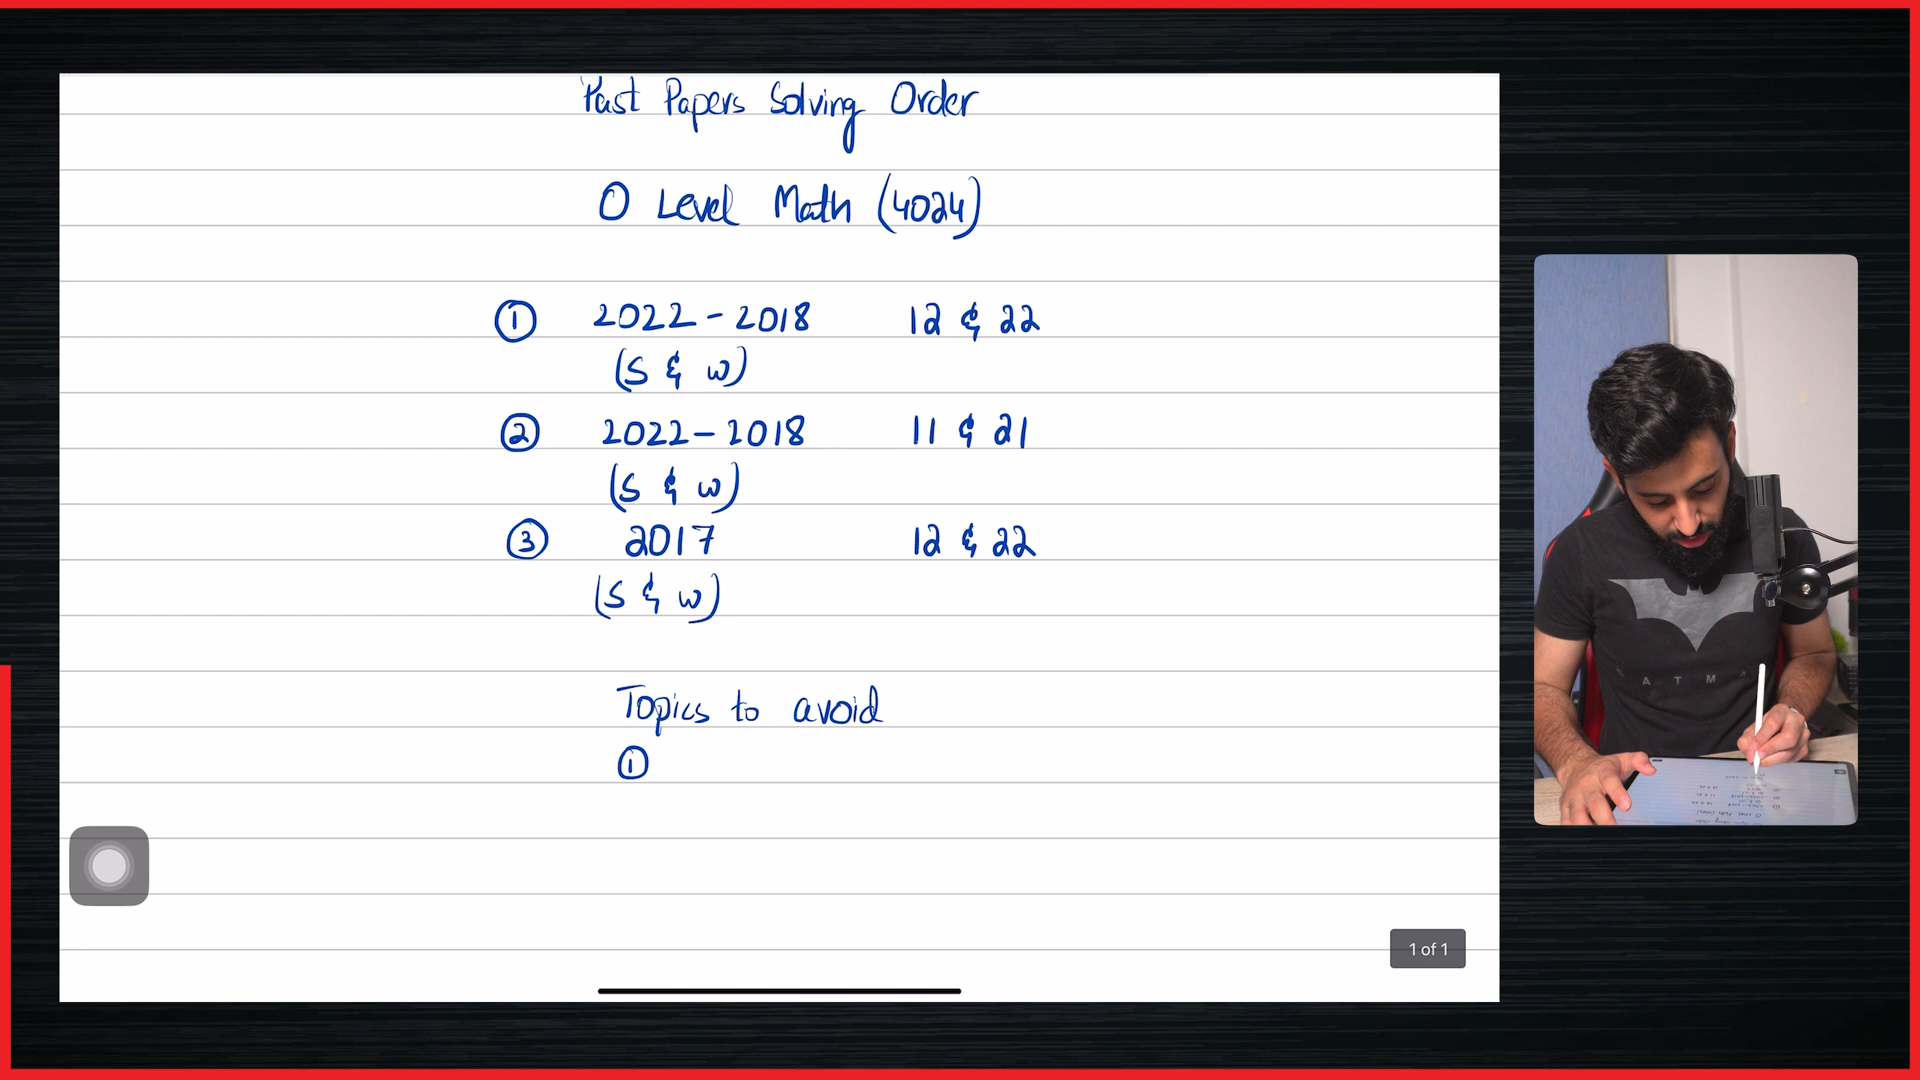 Past Papers Solving Order
O Level Math (4024)
① 2022-2018 12 & 22
(S & W)
② 2022-2018 11 & 21
(S & W)
③ 2017 12 & 22
(S & W)
Topics to avoid
①
1 of 1
ATM